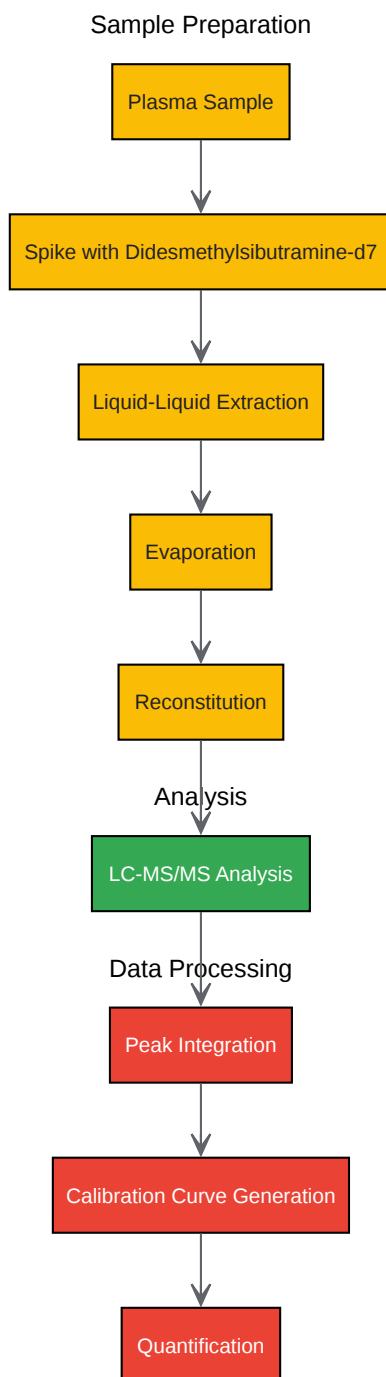 Sample Preparation
Plasma Sample
Spike with Didesmethylsibutramine-d7
Liquid-Liquid Extraction
Evaporation
Reconstitution
Analysis
LC-MS/MS Analysis
Data Processing
Peak Integration
Calibration Curve Generation
Quantification